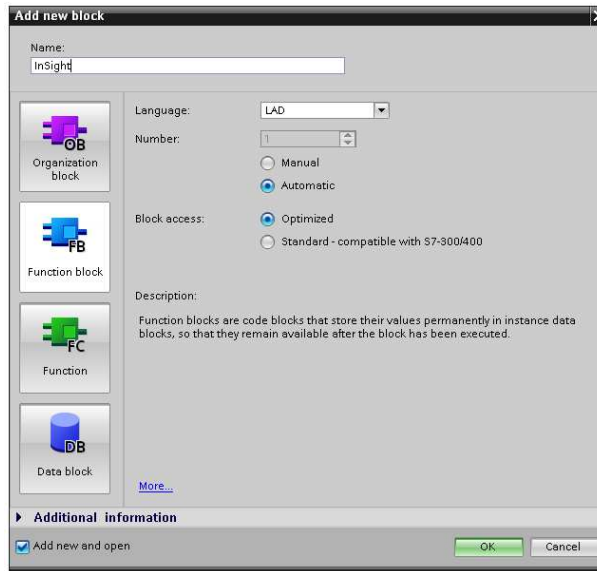 Add new block
Name:
InSight
OB
Organization
block
FB
Function block
FC
Function
DB
Data block
Language:
LAD
Number:
1
Manual
Automatic
Block access:
Optimized
Standard - compatible with S7-300/400
Description:
Function blocks are code blocks that store their values permanently in instance data
blocks, so that they remain available after the block has been executed.
More...
Additional information
Add new and open
OK
Cancel